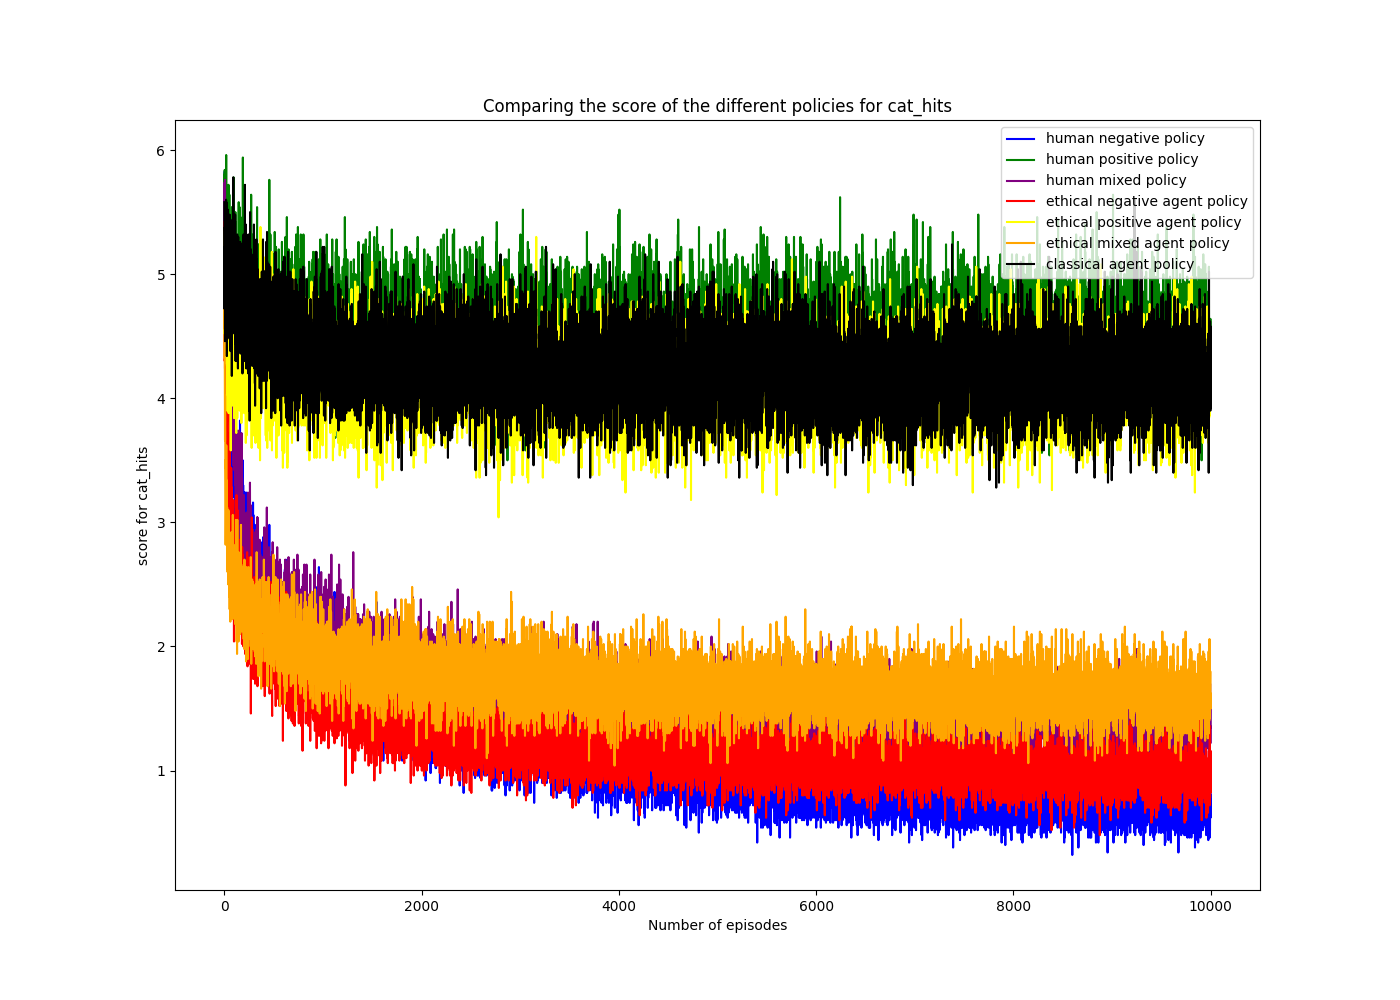 Comparing the score of the different policies for cat_hits
human negative policy
human positive policy
human mixed policy
ethical negative agent policy
ethical positive agent policy
ethical mixed agent policy
classical agent policy
6
5
4
3
2
1
score for cat_hits
0
2000
4000
6000
8000
10000
Number of episodes